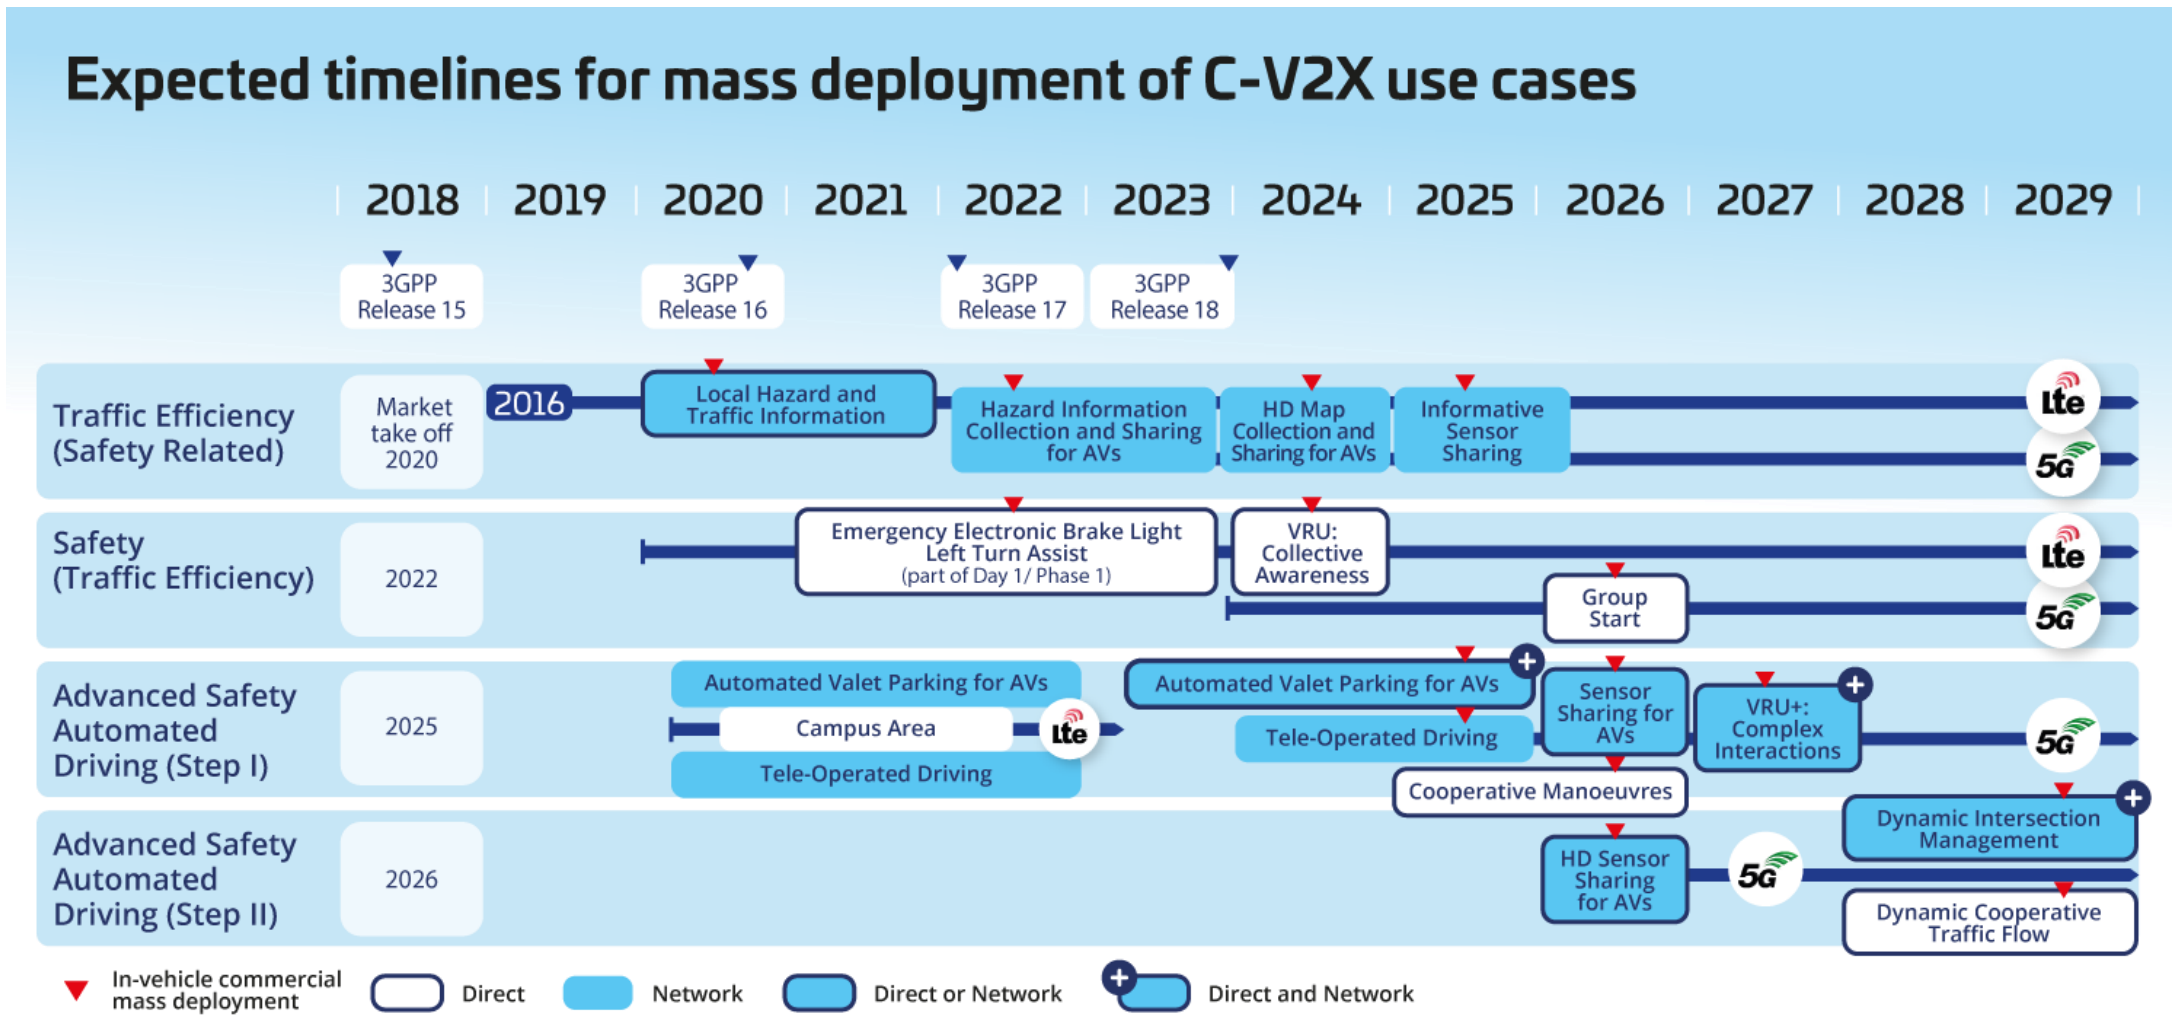 Expected timelines for mass deployment of C-V2X use cases
2018 2019 2020 2021 2022 2023 2024 2025 2026 2027 2028 2029
3GPP
Release 15
3GPP
Release 16
3GPP
Release 17
3GPP
Release 18
Traffic Efficiency
(Safety Related)
Market
take off
2020
2016
Local Hazard and
Traffic Information
Hazard Information
Collection and Sharing
for AVs
HD Map
Collection and
Sharing for AVs
Informative
Sensor
Sharing
Lte
5G
Safety
(Traffic Efficiency)
2022
Emergency Electronic Brake Light
Left Turn Assist
(part of Day 1/ Phase 1)
VRU:
Collective
Awareness
Group
Start
Lte
5G
Advanced Safety
Automated
Driving (Step I)
2025
Automated Valet Parking for AVs
Campus Area
Lte
Tele-Operated Driving
Automated Valet Parking for AVs
+
Tele-Operated Driving
Sensor
Sharing for
AVs
Cooperative Manoeuvres
VRU+:
Complex
Interactions
+
5G
Advanced Safety
Automated
Driving (Step II)
2026
HD Sensor
Sharing
for AVs
5G
Dynamic Intersection
Management
+
Dynamic Cooperative
Traffic Flow
In-vehicle commercial
mass deployment
Direct
Network
Direct or Network
+
Direct and Network